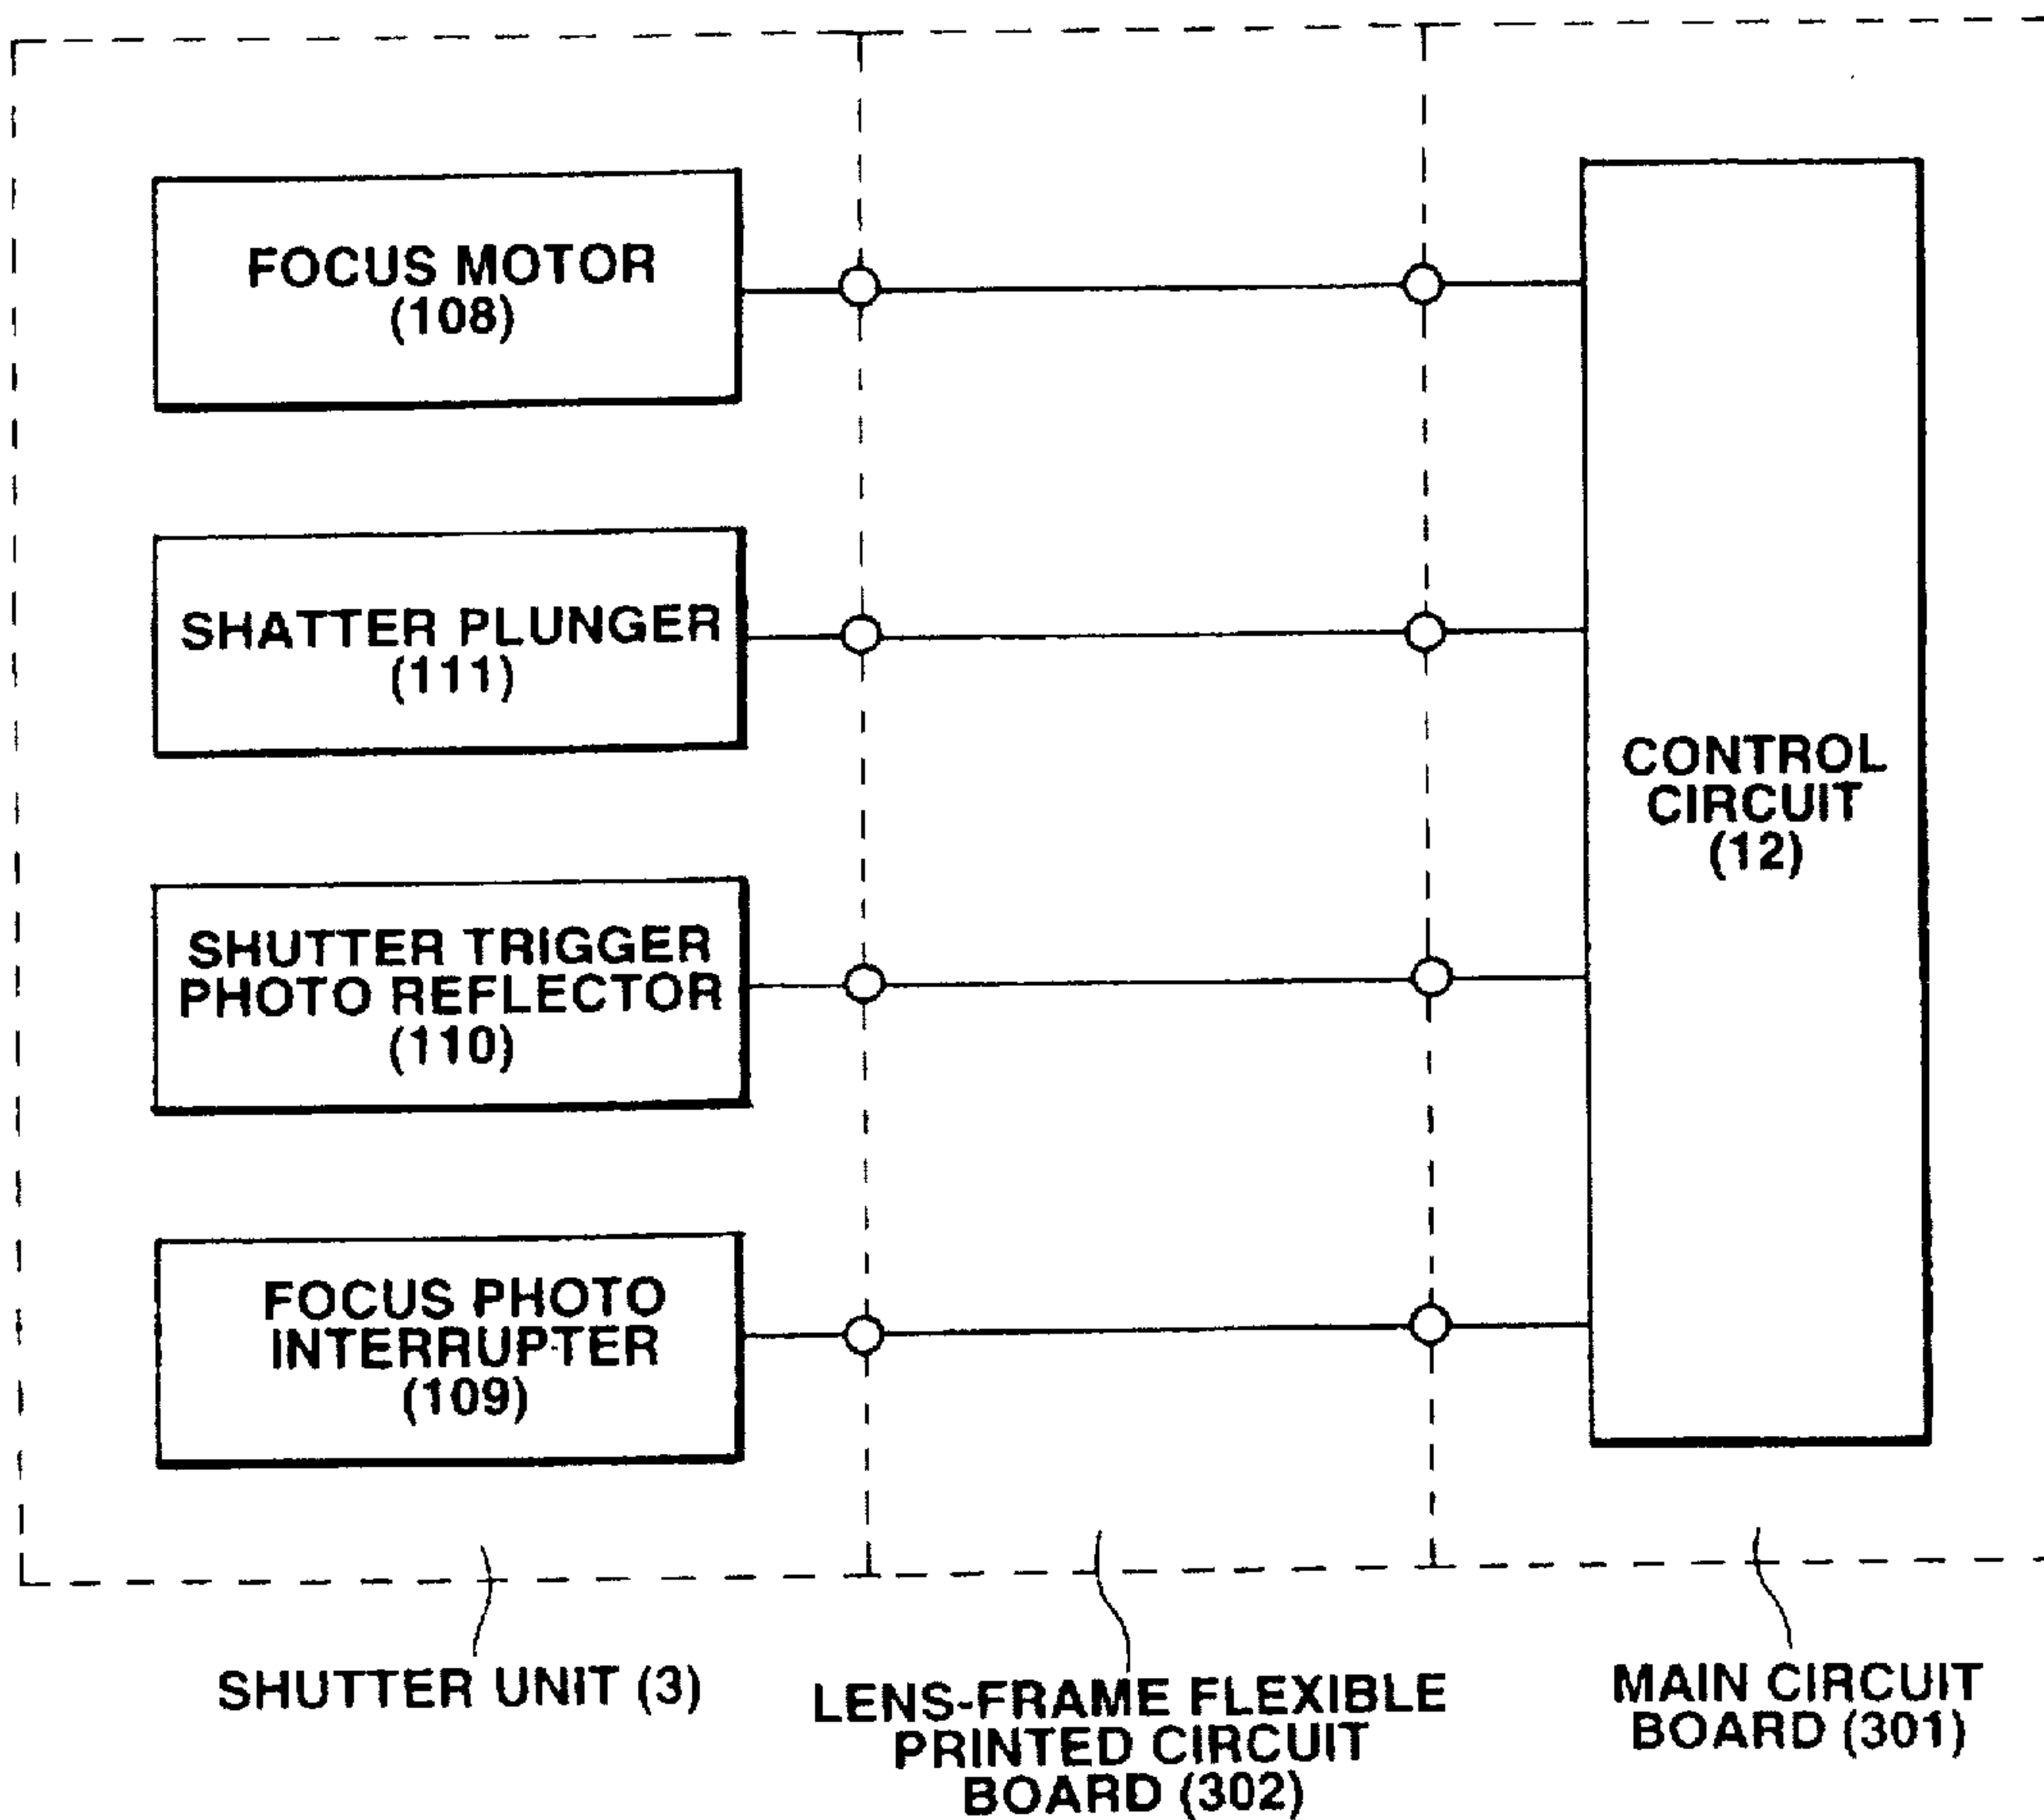 FOCUS MOTOR
(108)
SHATTER PLUNGER
(111)
SHUTTER TRIGGER
PHOTO REFLECTOR
(110)
FOCUS PHOTO
INTERRUPTER
(109)
CONTROL
CIRCUIT
(12)
SHUTTER UNIT (3)
LENS-FRAME FLEXIBLE
PRINTED CIRCUIT
BOARD (302)
MAIN CIRCUIT
BOARD (301)